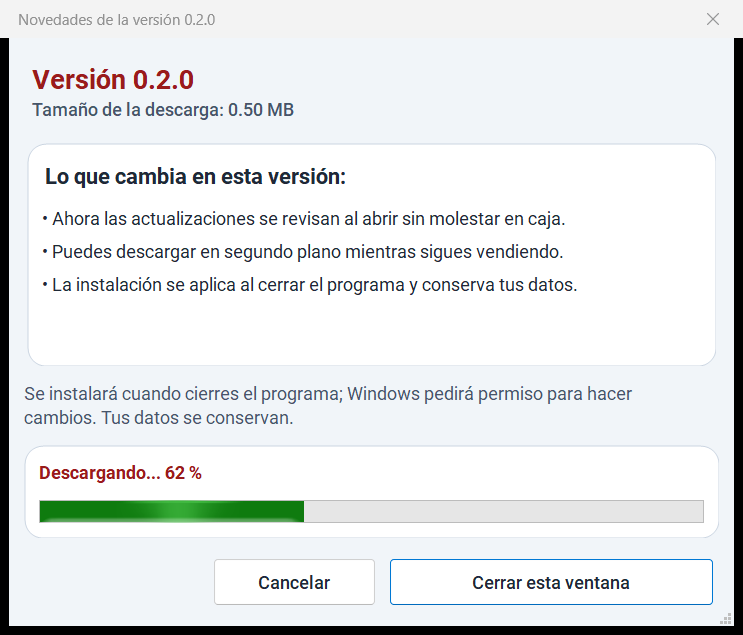 Novedades de la versión 0.2.0
Versión 0.2.0
Tamaño de la descarga: 0.50 MB
Lo que cambia en esta versión:
• Ahora las actualizaciones se revisan al abrir sin molestar en caja.
• Puedes descargar en segundo plano mientras sigues vendiendo.
• La instalación se aplica al cerrar el programa y conserva tus datos.
Se instalará cuando cierres el programa; Windows pedirá permiso para hacer
cambios. Tus datos se conservan.
Descargando... 62 %
Cancelar
Cerrar esta ventana